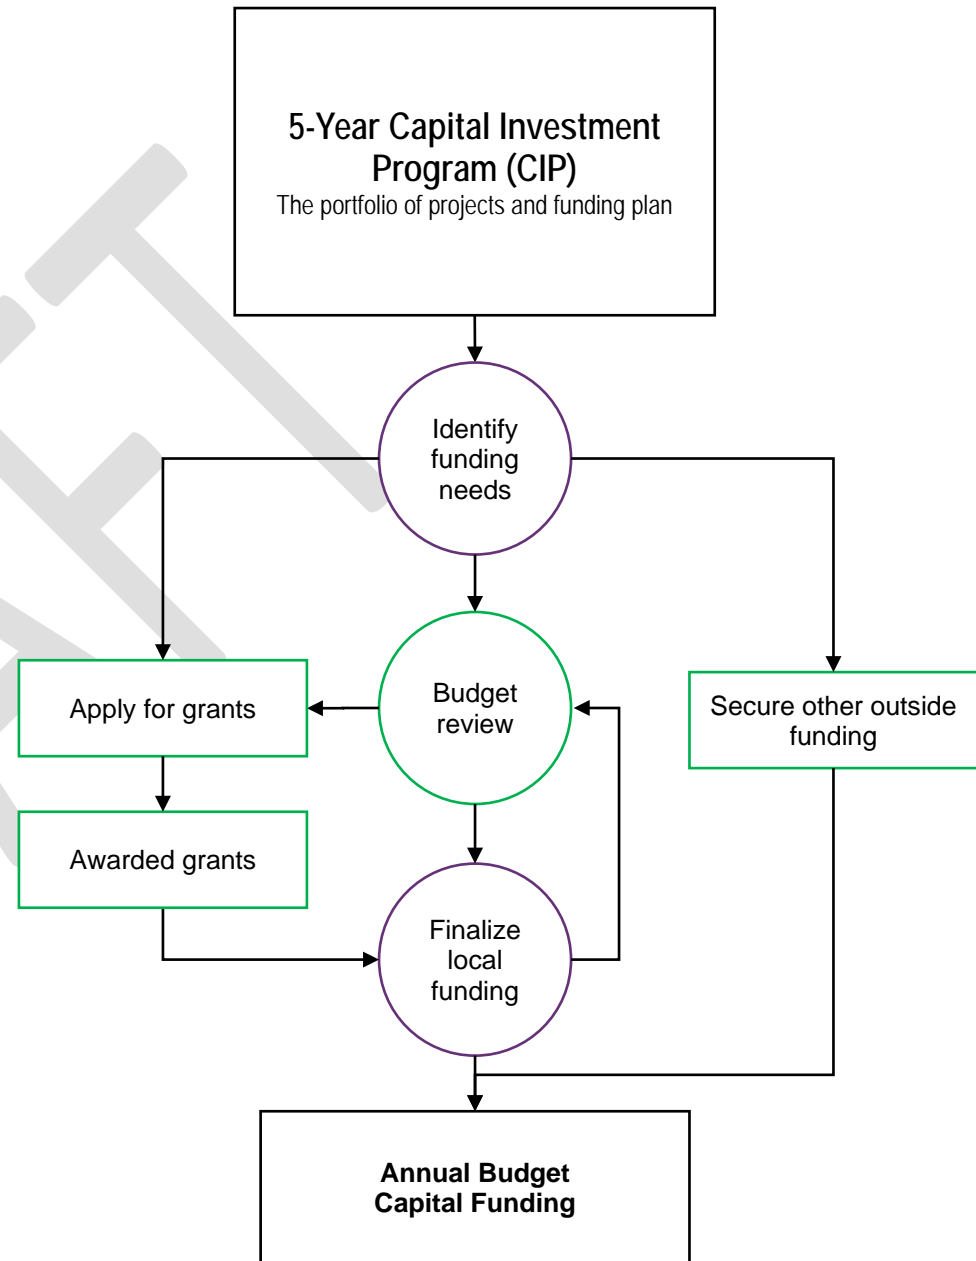 5-Year Capital Investment
Program (CIP)
The portfolio of projects and funding plan
Identify
funding
needs
Apply for grants
Budget
review
Secure other outside
funding
Awarded grants
Finalize
local
funding
Annual Budget
Capital Funding